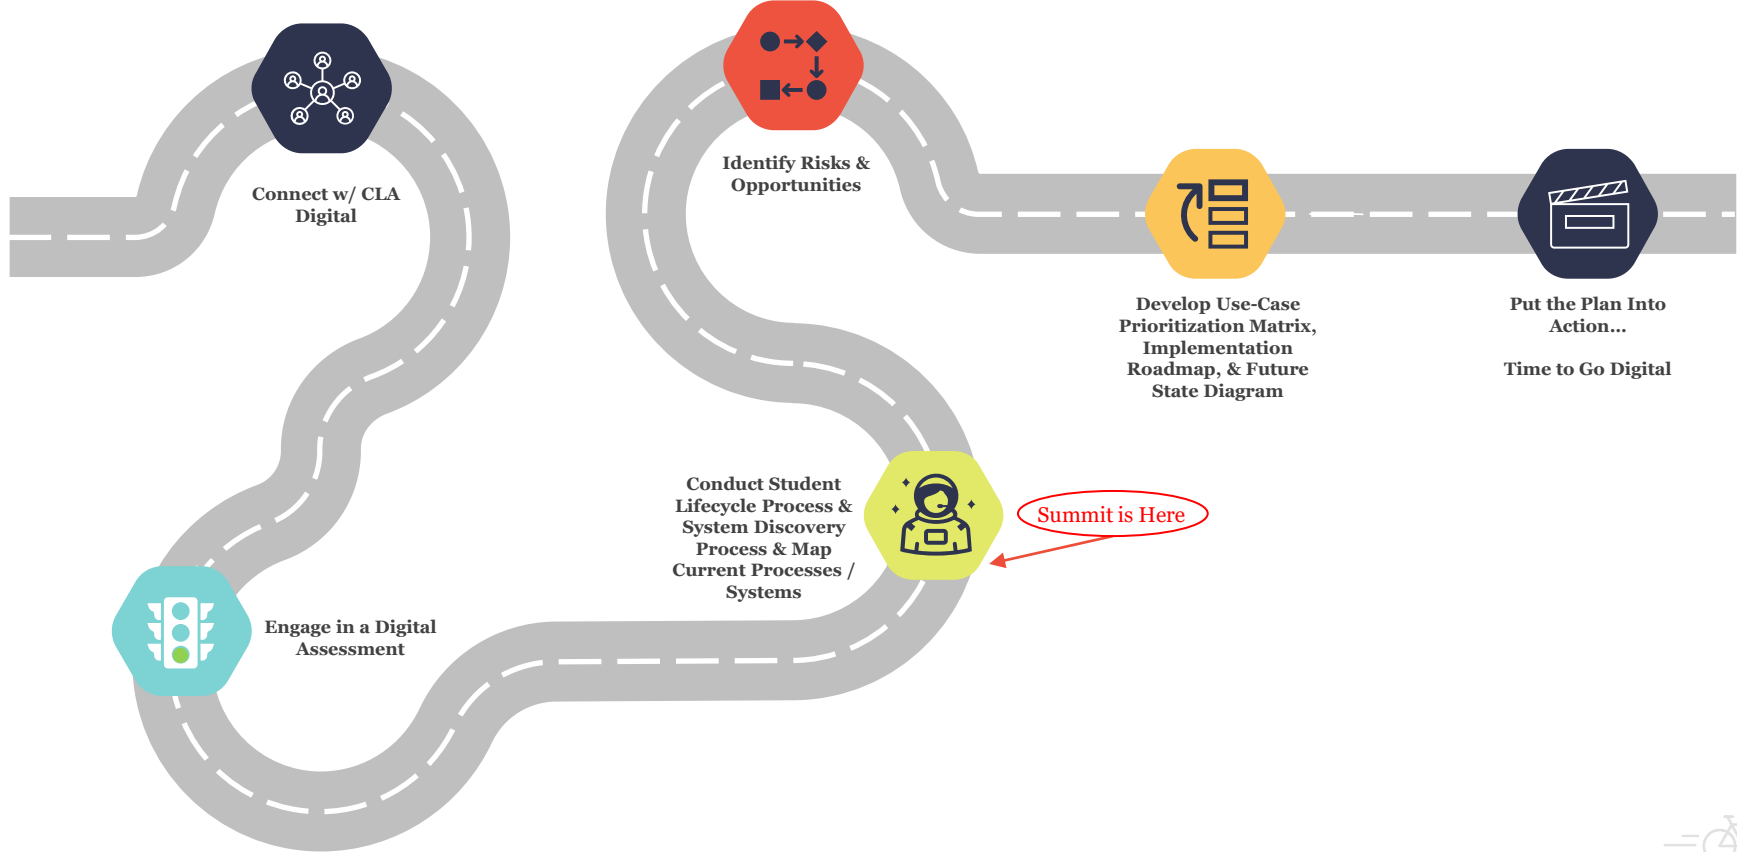 Connect w/ CLA
Digital
Engage in a Digital
Assessment
Conduct Student
Lifecycle Process &
System Discovery
Process & Map
Current Processes /
Systems
Summit is Here
Identify Risks &
Opportunities
Develop Use-Case
Prioritization Matrix,
Implementation
Roadmap, & Future
State Diagram
Put the Plan Into
Action...
Time to Go Digital